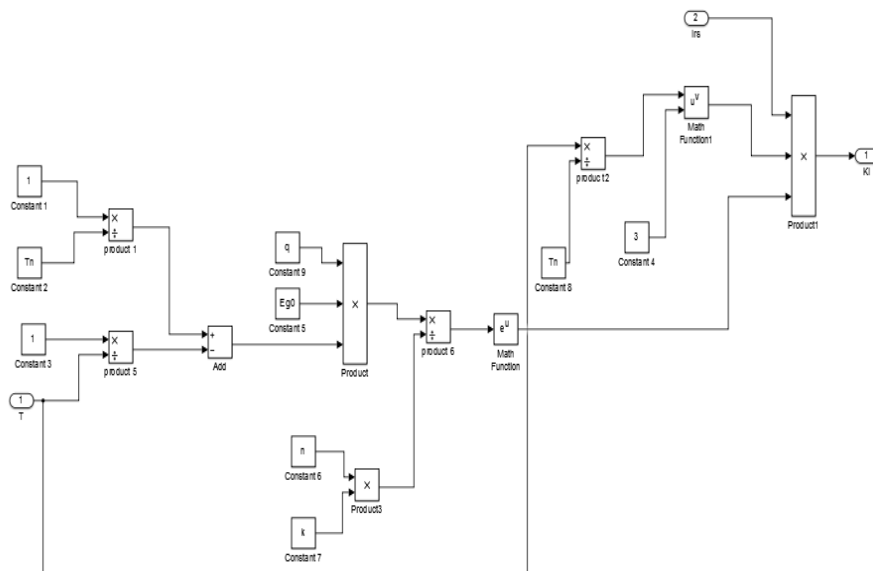 2
Irs
u^v
Math
Function1
×
÷
product2
×
Product1
1
KI
1
Constant 1
×
÷
product 1
Tn
Constant 2
q
Constant 9
Eg0
Constant 5
×
Product
3
Constant 4
Tn
Constant 8
1
Constant 3
×
÷
product 5
+
−
Add
×
÷
product 6
e^u
Math
Function
1
T
n
Constant 6
×
Product3
k
Constant 7